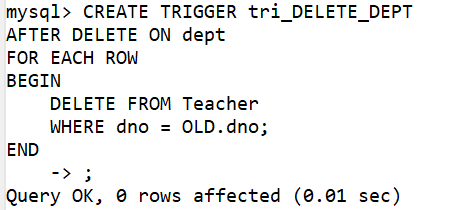 mysql> CREATE TRIGGER tri_DELETE_DEPT
AFTER DELETE ON dept
FOR EACH ROW
BEGIN
    DELETE FROM Teacher
    WHERE dno = OLD.dno;
END
    -> ;
Query OK, 0 rows affected (0.01 sec)